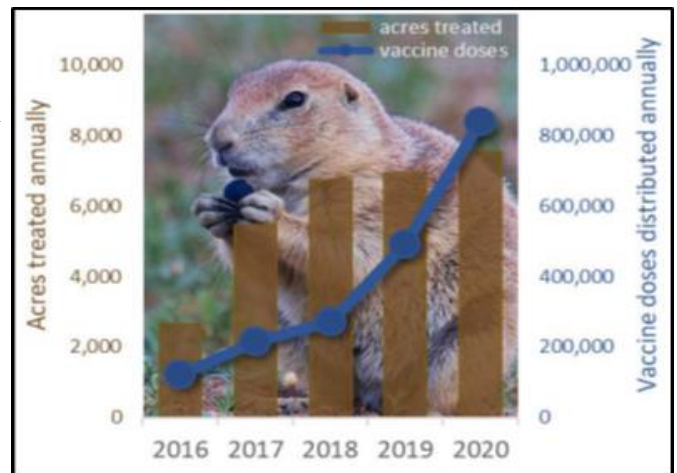 acres treated
vaccine doses
Acres treated annually
10,000
8,000
6,000
4,000
2,000
0
1,000,000
800,000
600,000
400,000
200,000
0
Vaccine doses distributed annually
2016 2017 2018 2019 2020